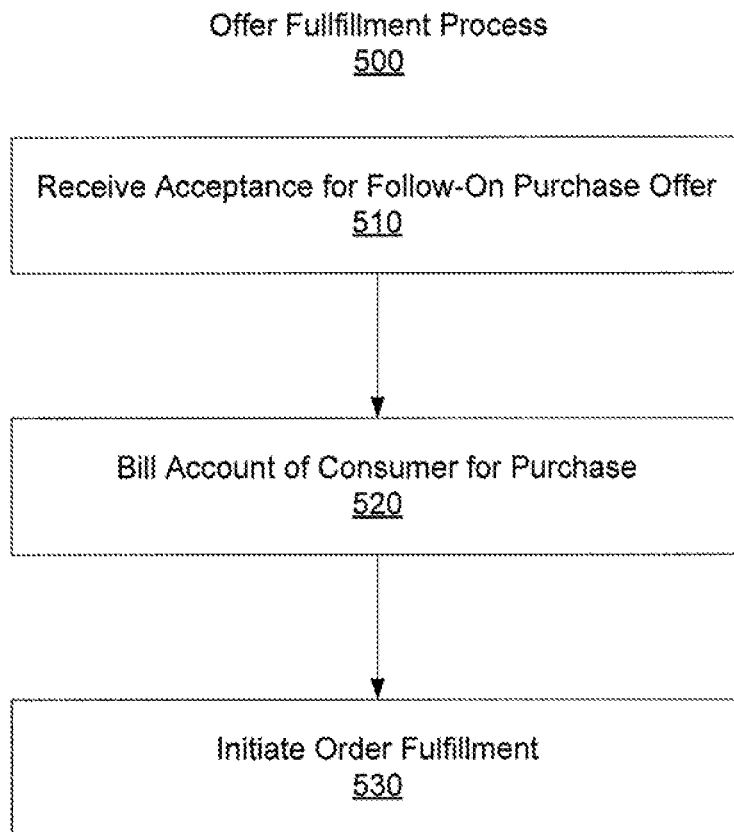 Offer Fullfillment Process
500
Receive Acceptance for Follow-On Purchase Offer
510
Bill Account of Consumer for Purchase
520
Initiate Order Fulfillment
530